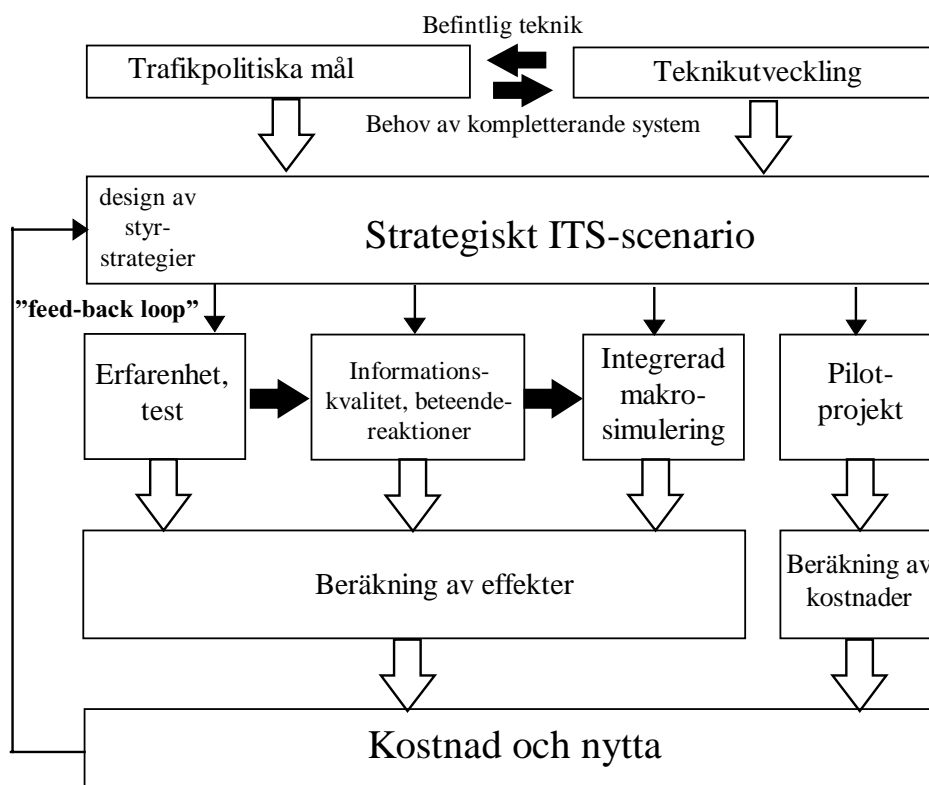 Befintlig teknik
Trafikpolitiska mål
Teknikutveckling
Behov av kompletterande system
design av
styr-
strategier
Strategiskt ITS-scenario
”feed-back loop”
Erfarenhet,
test
Informations-
kvalitet, beteende-
reaktioner
Integrerad
makro-
simulering
Pilot-
projekt
Beräkning av effekter
Beräkning av
kostnader
Kostnad och nytta